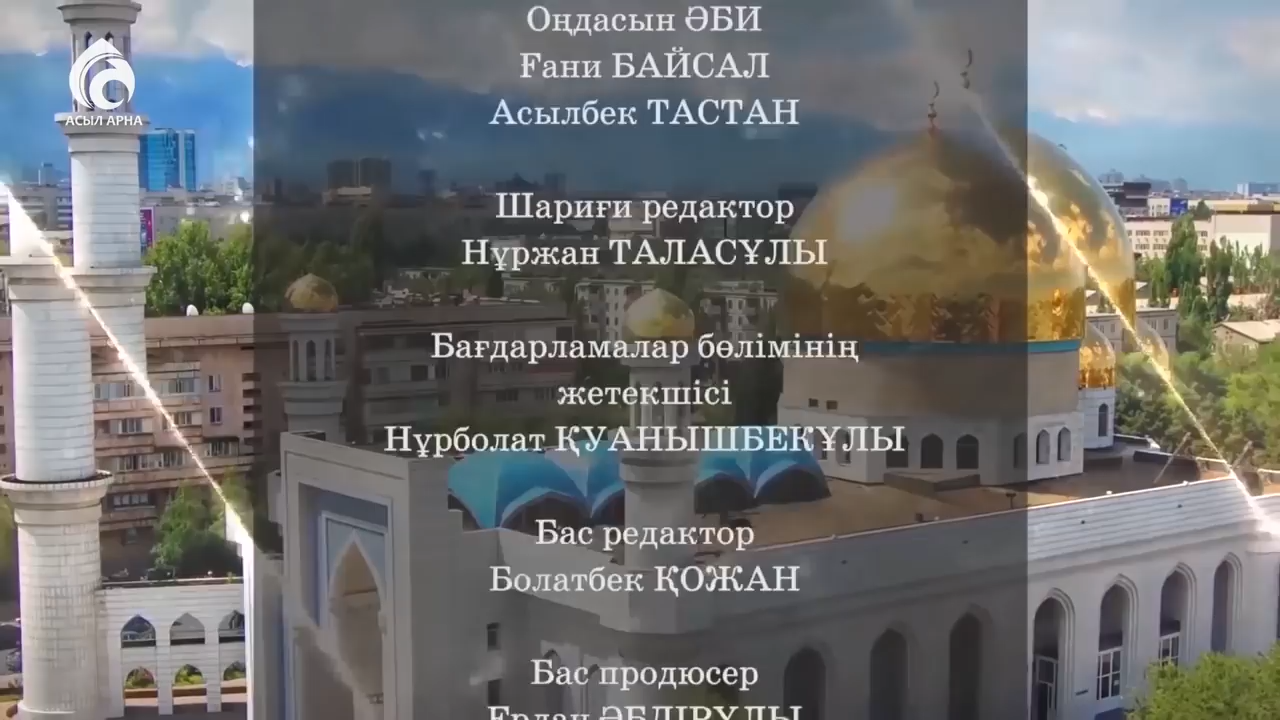 АСЫЛ АРНА
Оңдасын ӘБИ
Ғани БАЙСАЛ
Асылбек ТАСТАН
Шариғи редактор
Нұржан ТАЛАСҰЛЫ
Бағдарламалар бөлімінің
жетекшісі
Нұрболат ҚУАНЫШБЕКҰЛЫ
Бас редактор
Болатбек ҚОЖАН
Бас продюсер